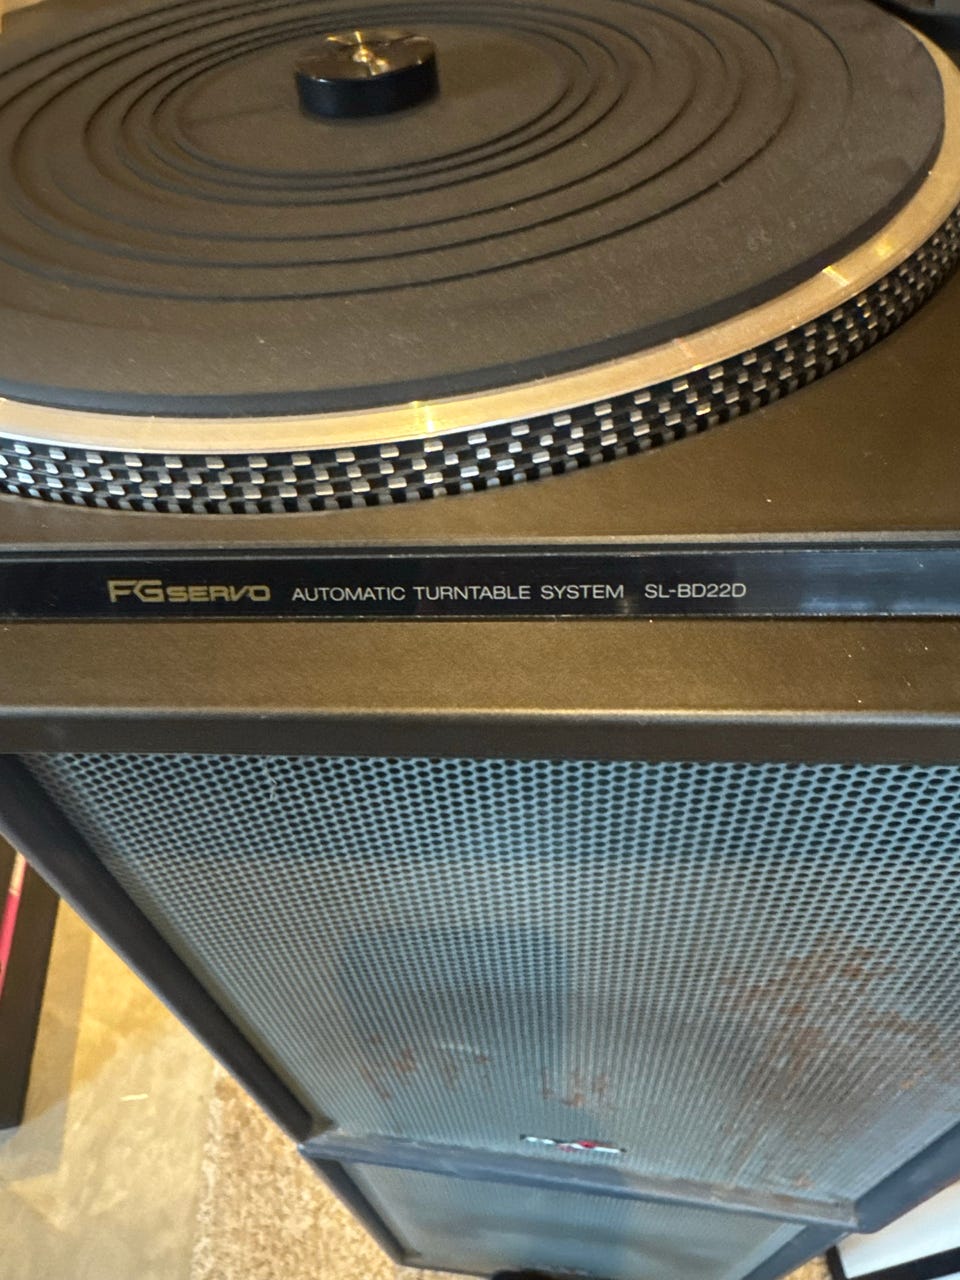 FG SERVO AUTOMATIC TURNTABLE SYSTEM SL-BD22D